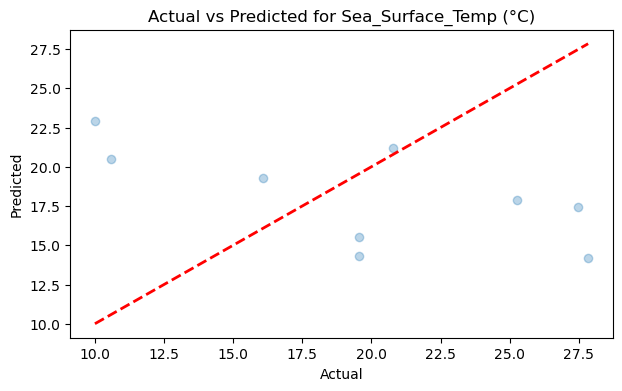 Actual vs Predicted for Sea_Surface_Temp (°C)
Predicted
27.5
25.0
22.5
20.0
17.5
15.0
12.5
10.0
10.0 12.5 15.0 17.5 20.0 22.5 25.0 27.5
Actual